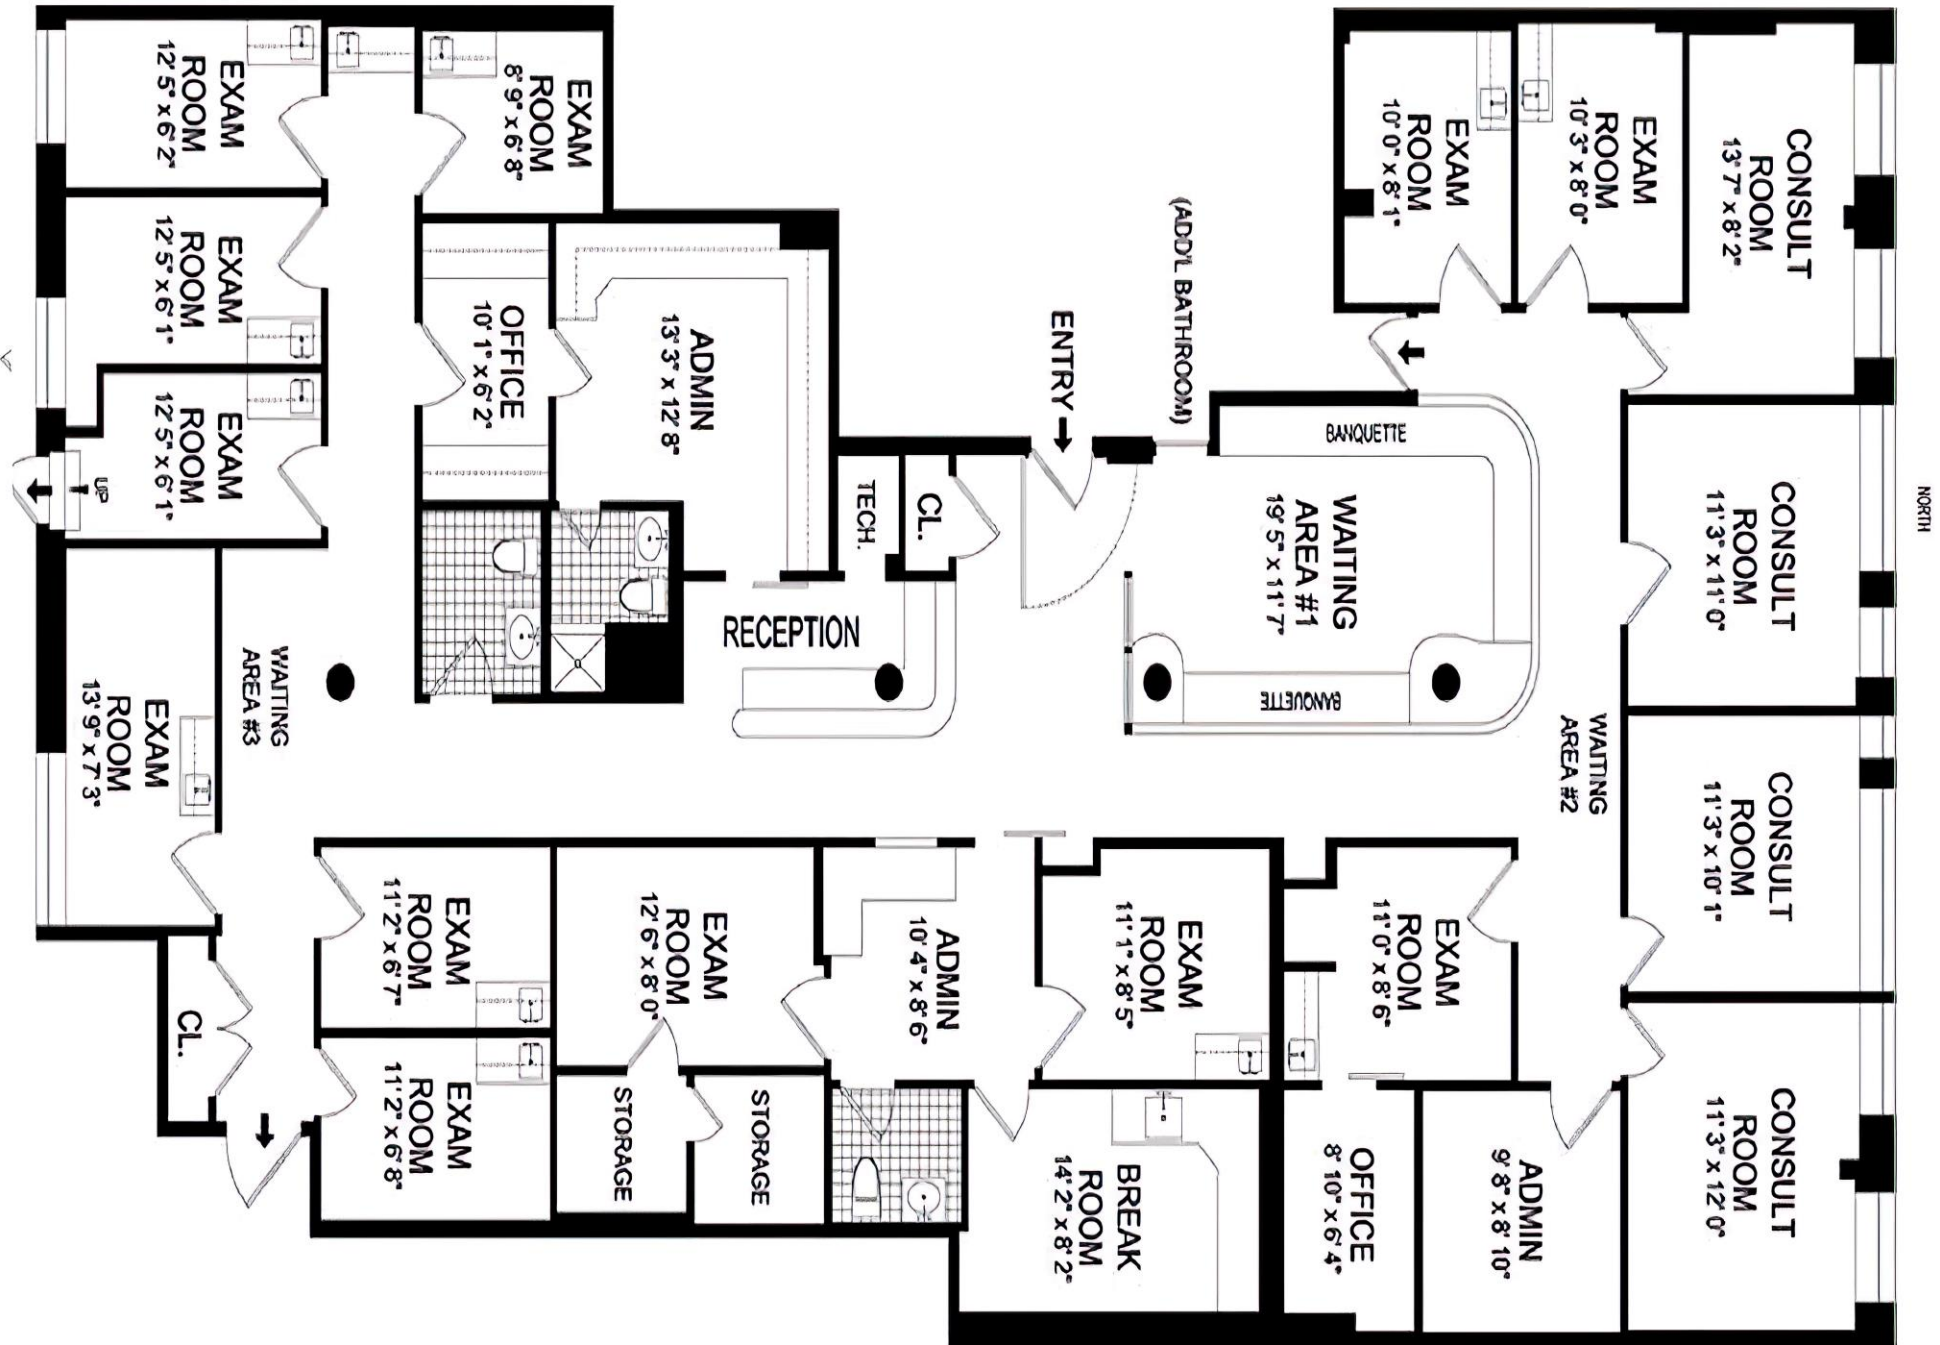 EXAM
ROOM
12' 5" x 6' 2"
EXAM
ROOM
8' 9" x 6' 8"
EXAM
ROOM
10' 0" x 8' 1"
EXAM
ROOM
10' 3" x 8' 0"
CONSULT
ROOM
13' 7" x 8' 2"
EXAM
ROOM
12' 5" x 6' 1"
OFFICE
10' 1" x 6' 2"
ADMIN
13' 3" x 12' 8"
ENTRY
(ADD'L BATHROOM)
BANQUETTE
EXAM
ROOM
12' 5" x 6' 1"
UP
TECH.
CL.
WAITING
AREA #1
19' 5" x 11' 7"
CONSULT
ROOM
11' 3" x 11' 0"
NORTH
RECEPTION
BANQUETTE
WAITING
AREA #3
WAITING
AREA #2
EXAM
ROOM
13' 9" x 7' 3"
CONSULT
ROOM
11' 3" x 10' 1"
EXAM
ROOM
11' 2" x 6' 7"
EXAM
ROOM
12' 6" x 8' 0"
ADMIN
10' 4" x 8' 6"
EXAM
ROOM
11' 1" x 8' 5"
EXAM
ROOM
11' 0" x 8' 6"
CL.
EXAM
ROOM
11' 2" x 6' 8"
STORAGE
STORAGE
BREAK
ROOM
14' 2" x 8' 2"
OFFICE
8' 10" x 6' 4"
ADMIN
9' 8" x 8' 10"
CONSULT
ROOM
11' 3" x 12' 0"